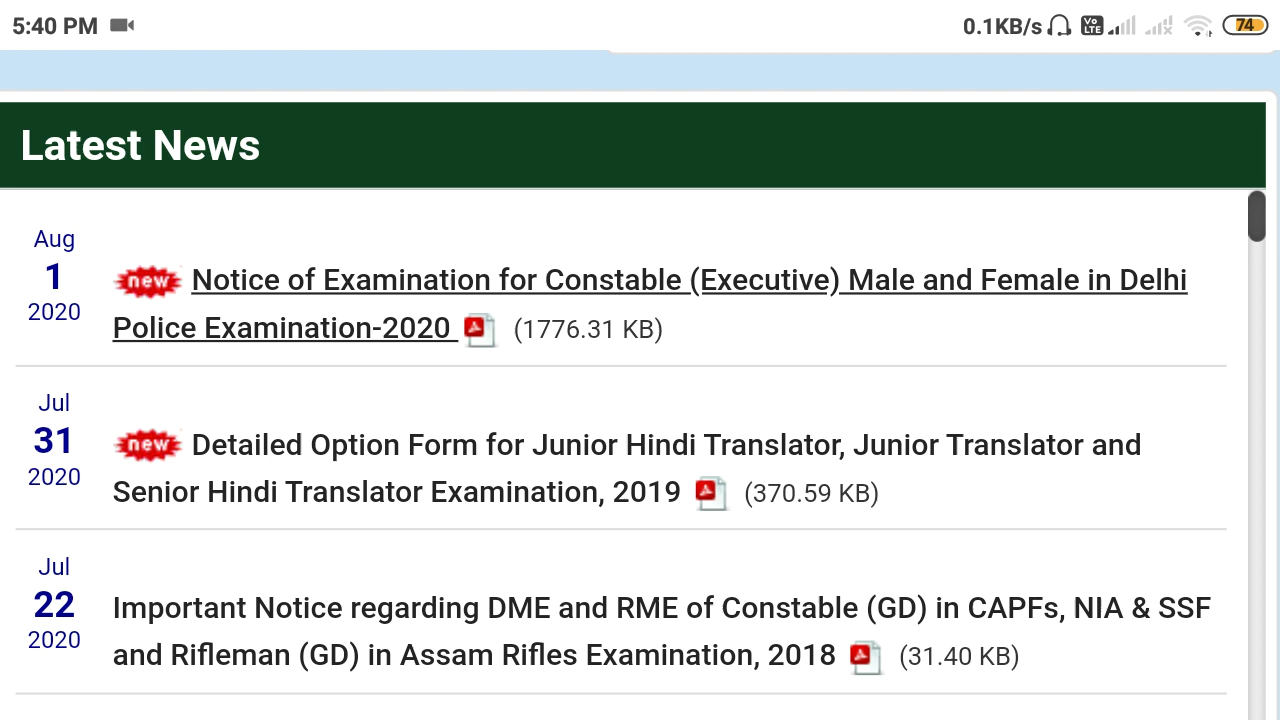 5:40 PM 0.1KB/s Vo LTE 74
Latest News
Aug
1
2020
new Notice of Examination for Constable (Executive) Male and Female in Delhi
Police Examination-2020 (1776.31 KB)
Jul
31
2020
new Detailed Option Form for Junior Hindi Translator, Junior Translator and
Senior Hindi Translator Examination, 2019 (370.59 KB)
Jul
22
2020
Important Notice regarding DME and RME of Constable (GD) in CAPFs, NIA & SSF
and Rifleman (GD) in Assam Rifles Examination, 2018 (31.40 KB)